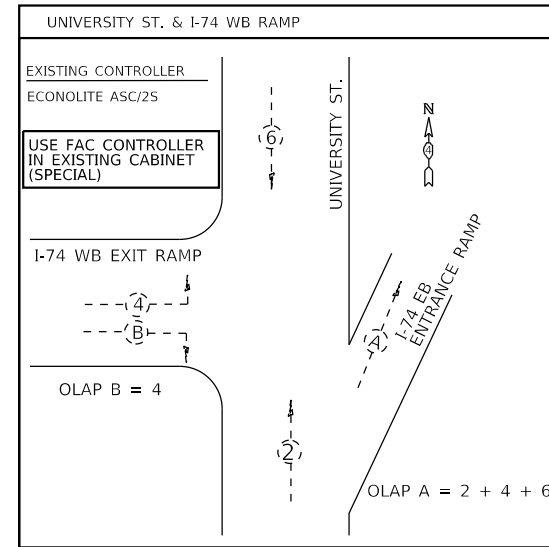 UNIVERSITY ST. & I-74 WB RAMP
EXISTING CONTROLLER
ECONOLITE ASC/2S
USE FAC CONTROLLER
IN EXISTING CABINET
(SPECIAL)
6
UNIVERSITY ST.
N
4
I-74 WB EXIT RAMP
4
B
OLAP B = 4
A
I-74 EB
ENTRANCE RAMP
2
OLAP A = 2 + 4 + 6